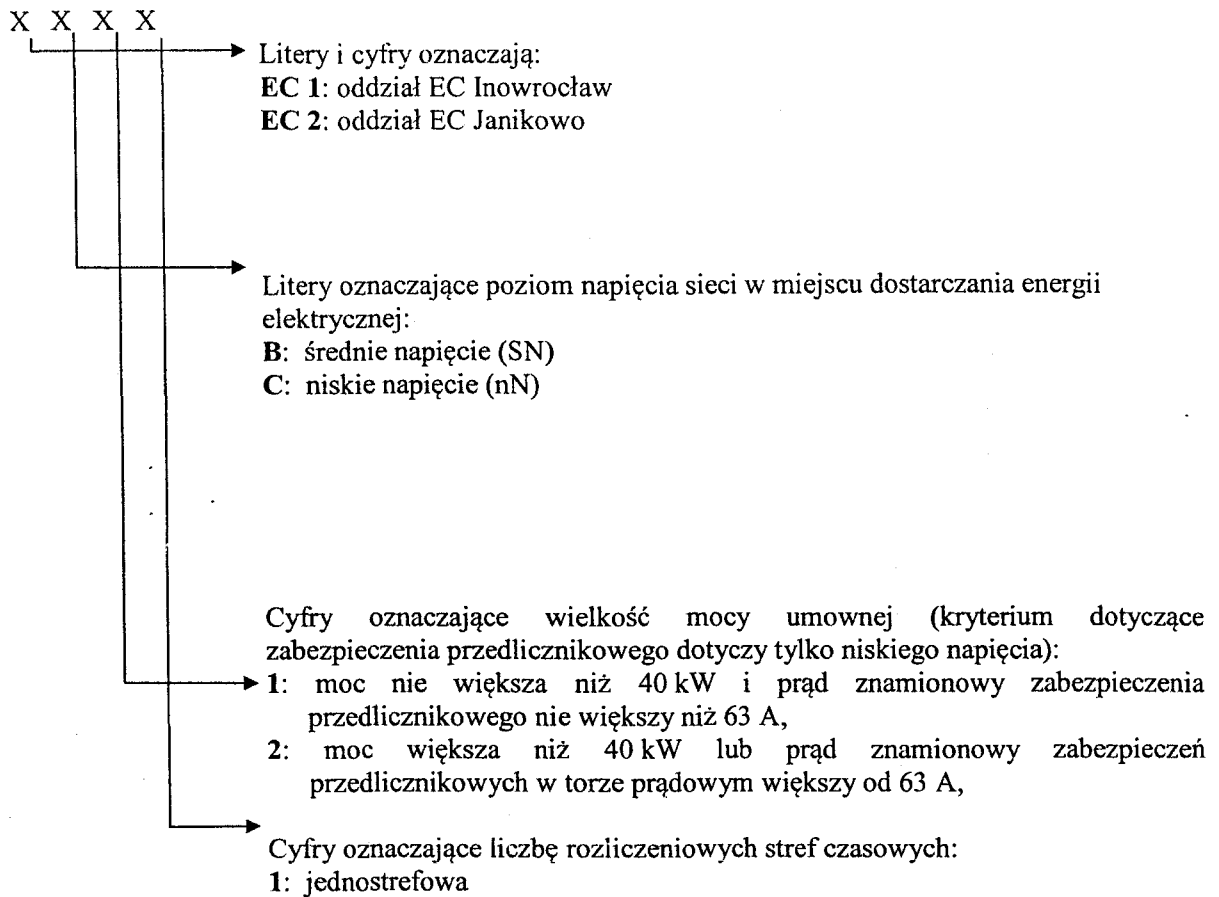 X X X X
Litery i cyfry oznaczają:
EC 1: oddział EC Inowrocław
EC 2: oddział EC Janikowo
Litery oznaczające poziom napięcia sieci w miejscu dostarczania energii
elektrycznej:
B: średnie napięcie (SN)
C: niskie napięcie (nN)
Cyfry oznaczające wielkość mocy umownej (kryterium dotyczące
zabezpieczenia przedlicznikowego dotyczy tylko niskiego napięcia):
1: moc nie większa niż 40 kW i prąd znamionowy zabezpieczenia
przedlicznikowego nie większy niż 63 A,
2: moc większa niż 40 kW lub prąd znamionowy zabezpieczeń
przedlicznikowych w torze prądowym większy od 63 A,
Cyfry oznaczające liczbę rozliczeniowych stref czasowych:
1: jednostrefowa